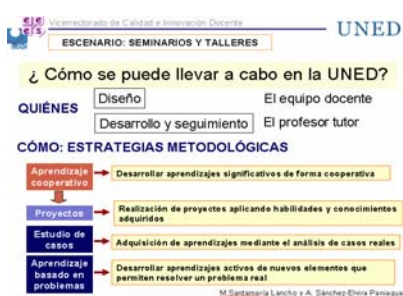 Vicerrectorado de Calidad e Innovación Docente
UNED
ESCENARIO: SEMINARIOS Y TALLERES
¿ Cómo se puede llevar a cabo en la UNED?
QUIÉNES
Diseño
El equipo docente
Desarrollo y seguimiento
El profesor tutor
CÓMO: ESTRATEGIAS METODOLÓGICAS
Aprendizaje
cooperativo
Desarrollar aprendizajes significativos de forma cooperativa
Proyectos
Realización de proyectos aplicando habilidades y conocimientos
adquiridos
Estudio de
casos
Adquisición de aprendizajes mediante el análisis de casos reales
Aprendizaje
basado en
problemas
Desarrollar aprendizajes activos de nuevos elementos que
permiten resolver un problema real
M.Santamaría Lancho y A. Sánchez-Elvira Paniagua